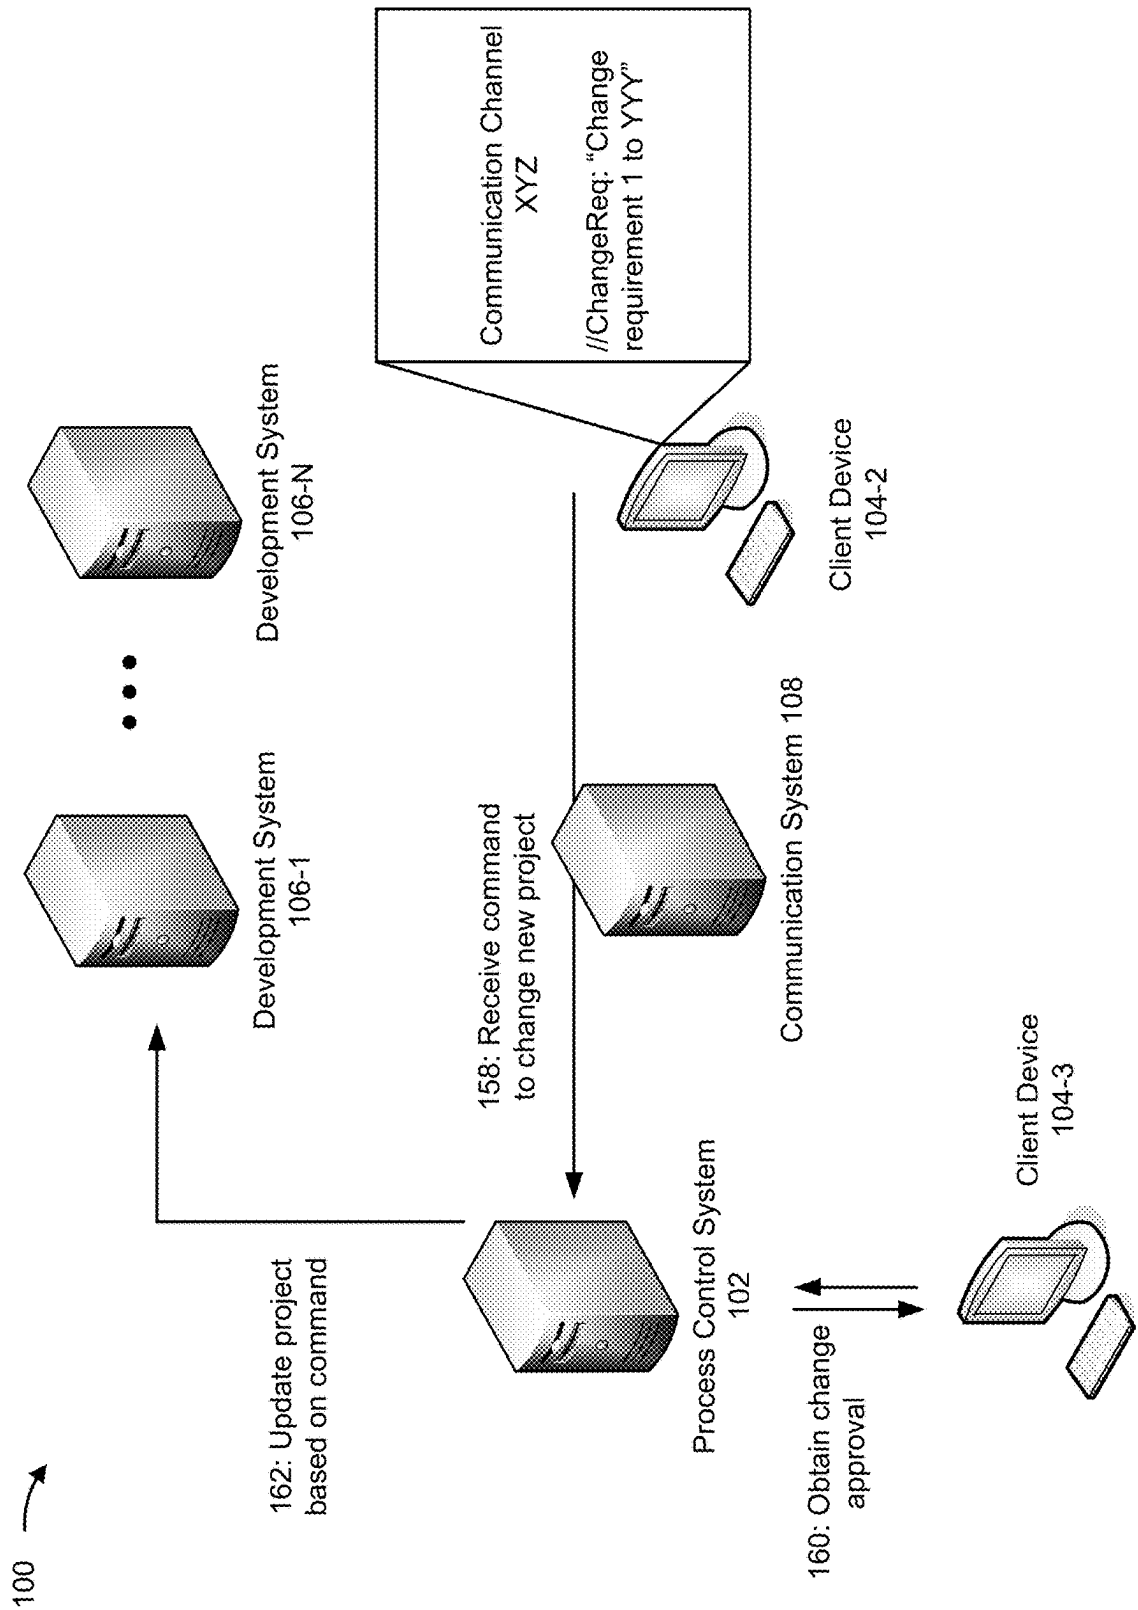 100
162: Update project
based on command
Development System
106-1
Development System
106-N
158: Receive command
to change new project
Process Control System
102
Communication System 108
Communication Channel
XYZ
//ChangeReq: “Change
requirement 1 to YYY”
Client Device
104-2
160: Obtain change
approval
Client Device
104-3